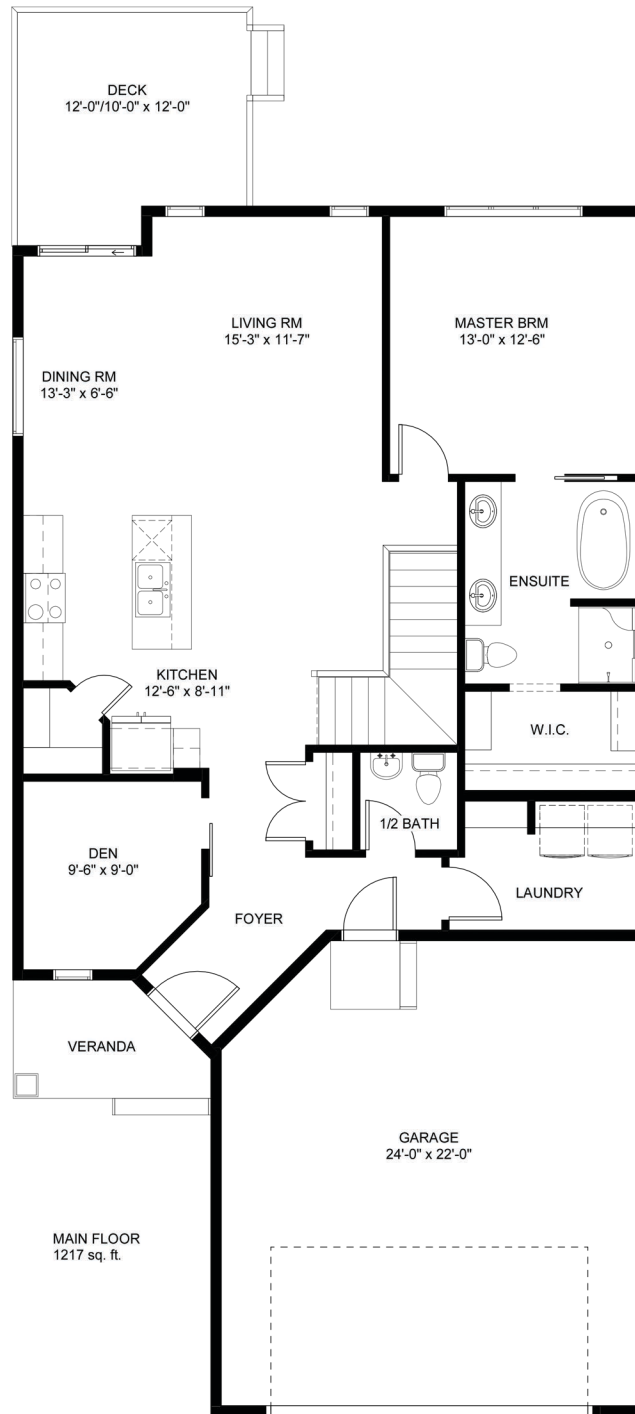 DECK
12'-0"/10'-0" x 12'-0"
LIVING RM
15'-3" x 11'-7"
MASTER BRM
13'-0" x 12'-6"
DINING RM
13'-3" x 6'-6"
ENSUITE
KITCHEN
12'-6" x 8'-11"
W.I.C.
1/2 BATH
DEN
9'-6" x 9'-0"
LAUNDRY
FOYER
VERANDA
GARAGE
24'-0" x 22'-0"
MAIN FLOOR
1217 sq. ft.